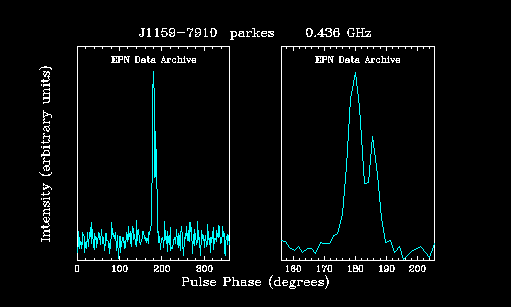 J1159-7910 parkes 0.436 GHz
EPN Data Archive EPN Data Archive
Intensity (arbitrary units)
0 100 200 300 160 170 180 190 200
Pulse Phase (degrees)